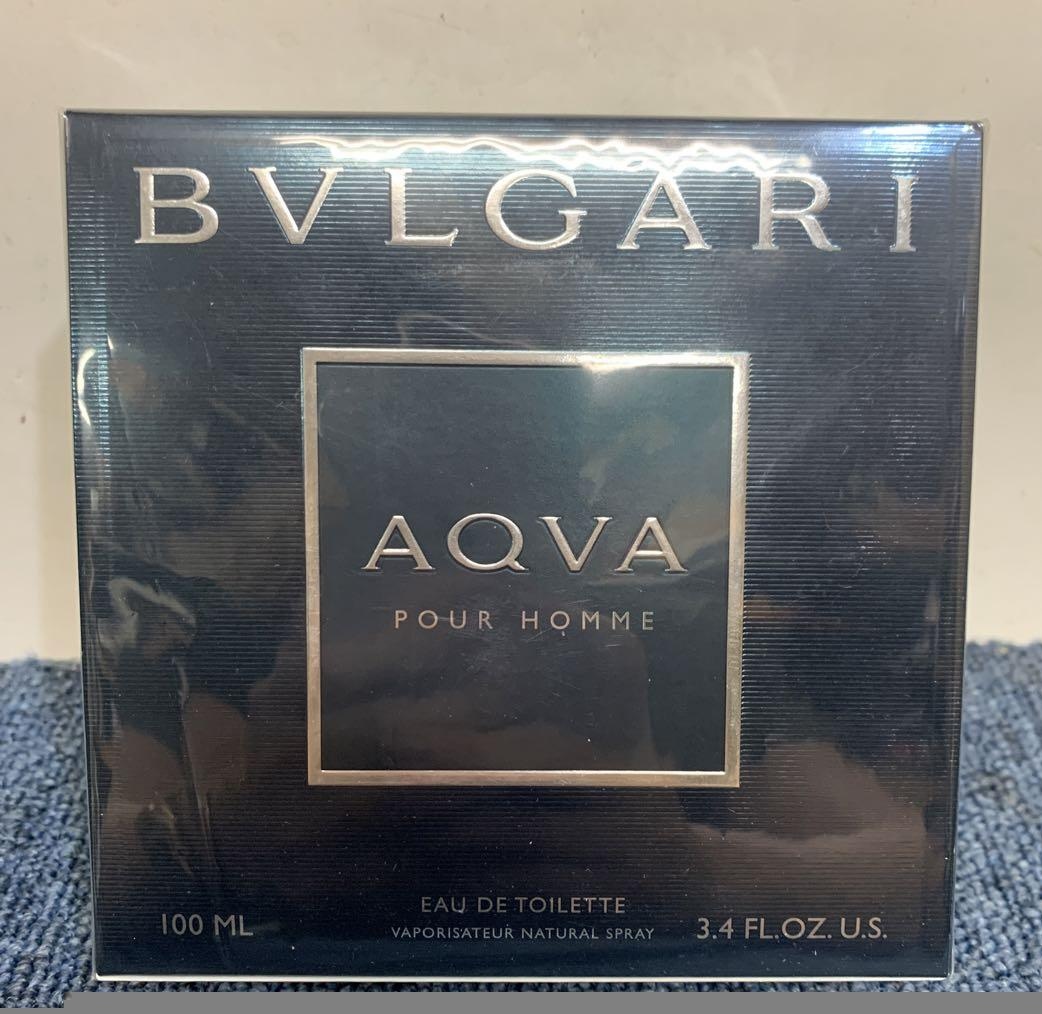 BVLGARI
AQVA
POUR HOMME
EAU DE TOILETTE
100 ML VAPORISATEUR NATURAL SPRAY 3.4 FL.OZ. U.S.